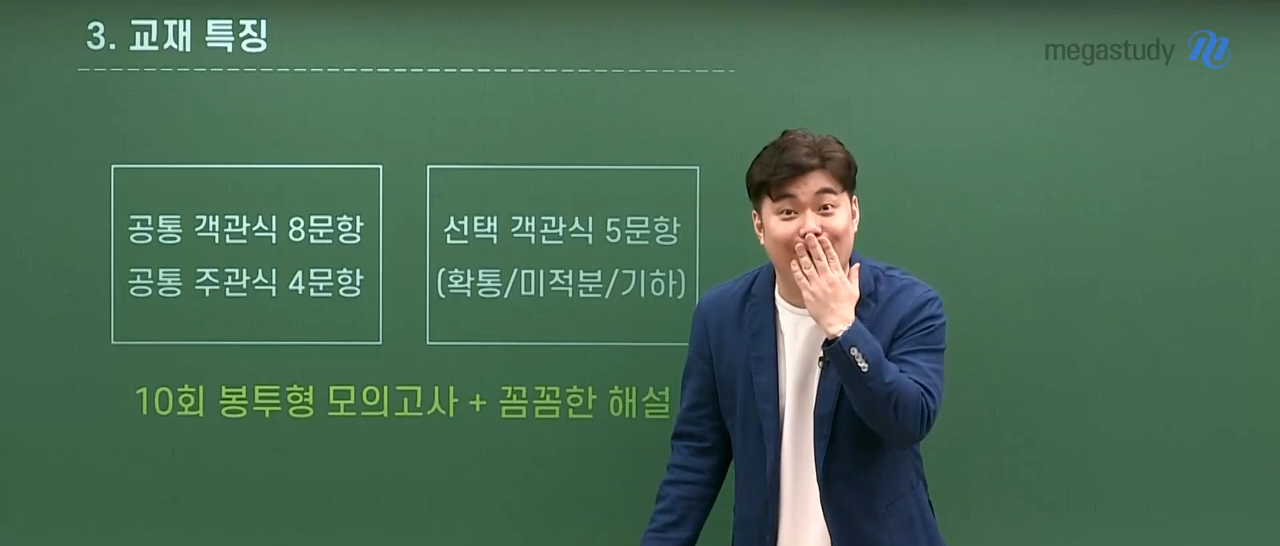 3. 교재 특징
megastudy
공통 객관식 8문항
공통 주관식 4문항
선택 객관식 5문항
(확통/미적분/기하)
10회 봉투형 모의고사 + 꼼꼼한 해설